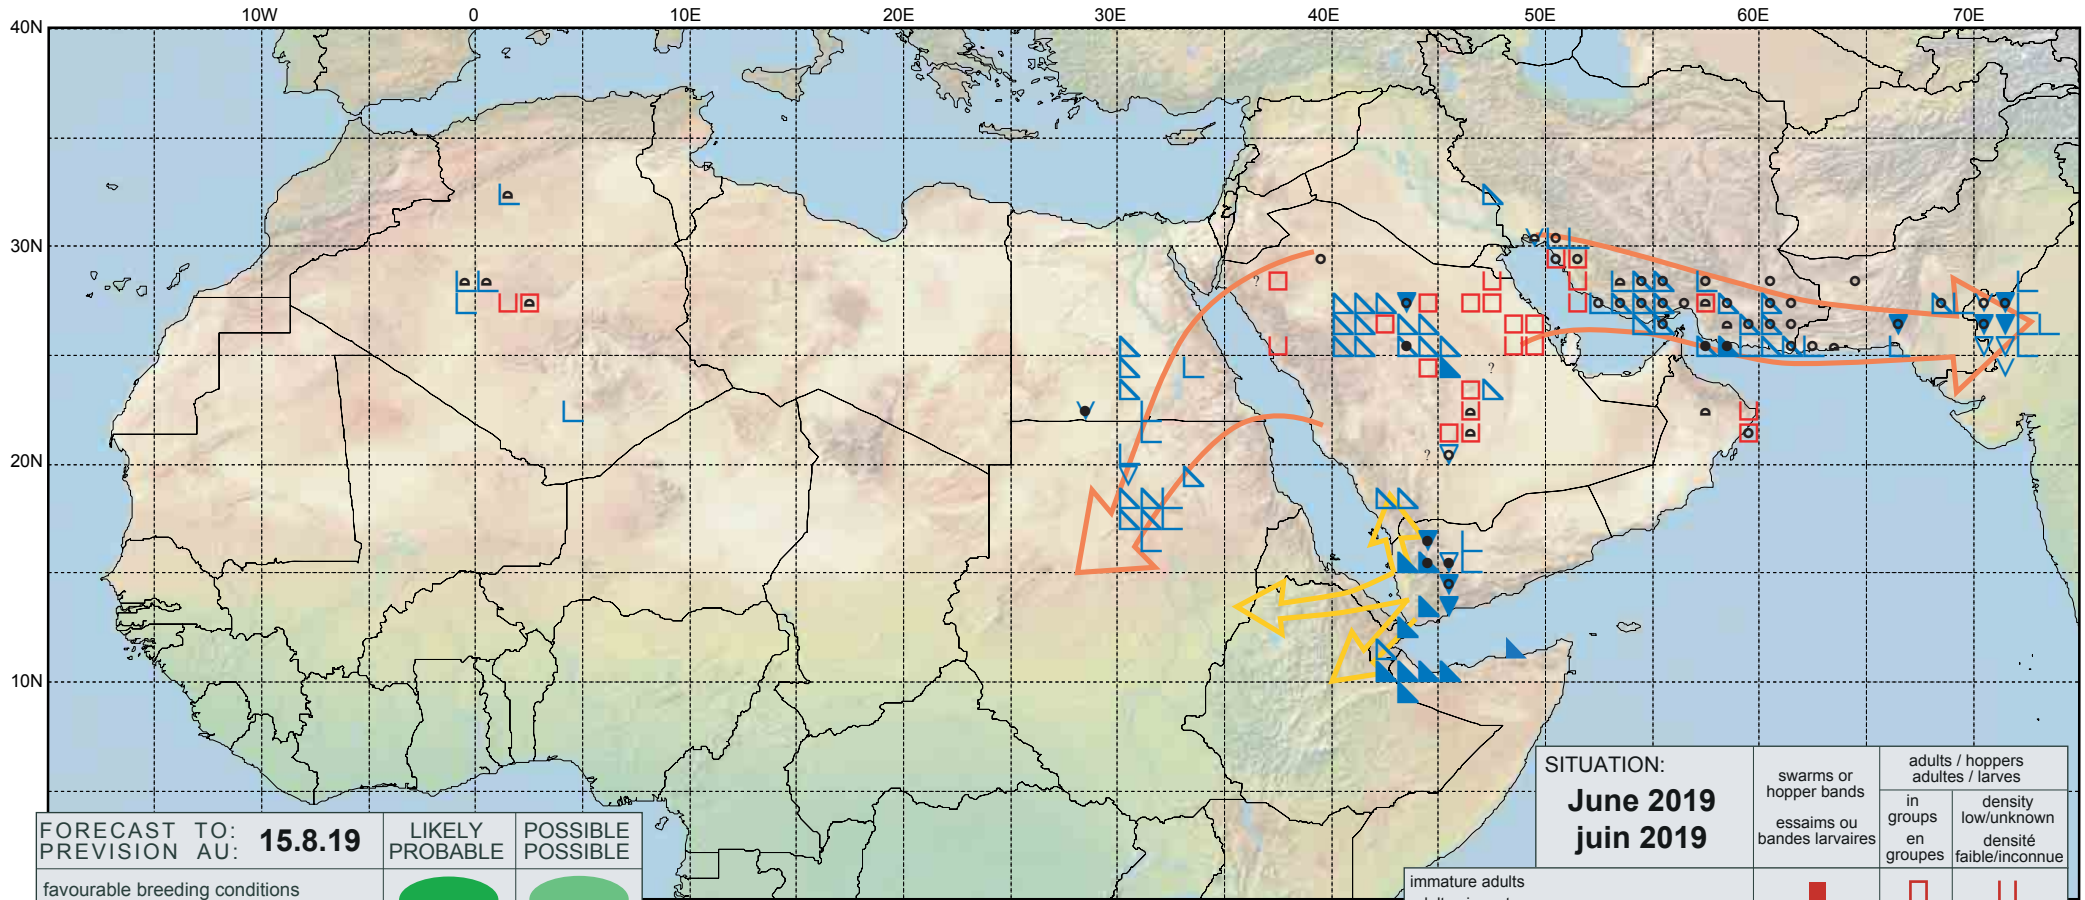 10W 0 10E 20E 30E 40E 50E 60E 70E
40N
30N
20N
10N
?
?
?
FORECAST TO: 15.8.19
PREVISION AU:
LIKELY
PROBABLE
POSSIBLE
POSSIBLE
favourable breeding conditions
SITUATION:
June 2019
juin 2019
swarms or
hopper bands
essaims ou
bandes larvaires
adults / hoppers
adultes / larves
in
groups
en
groupes
density
low/unknown
densité
faible/inconnue
immature adults